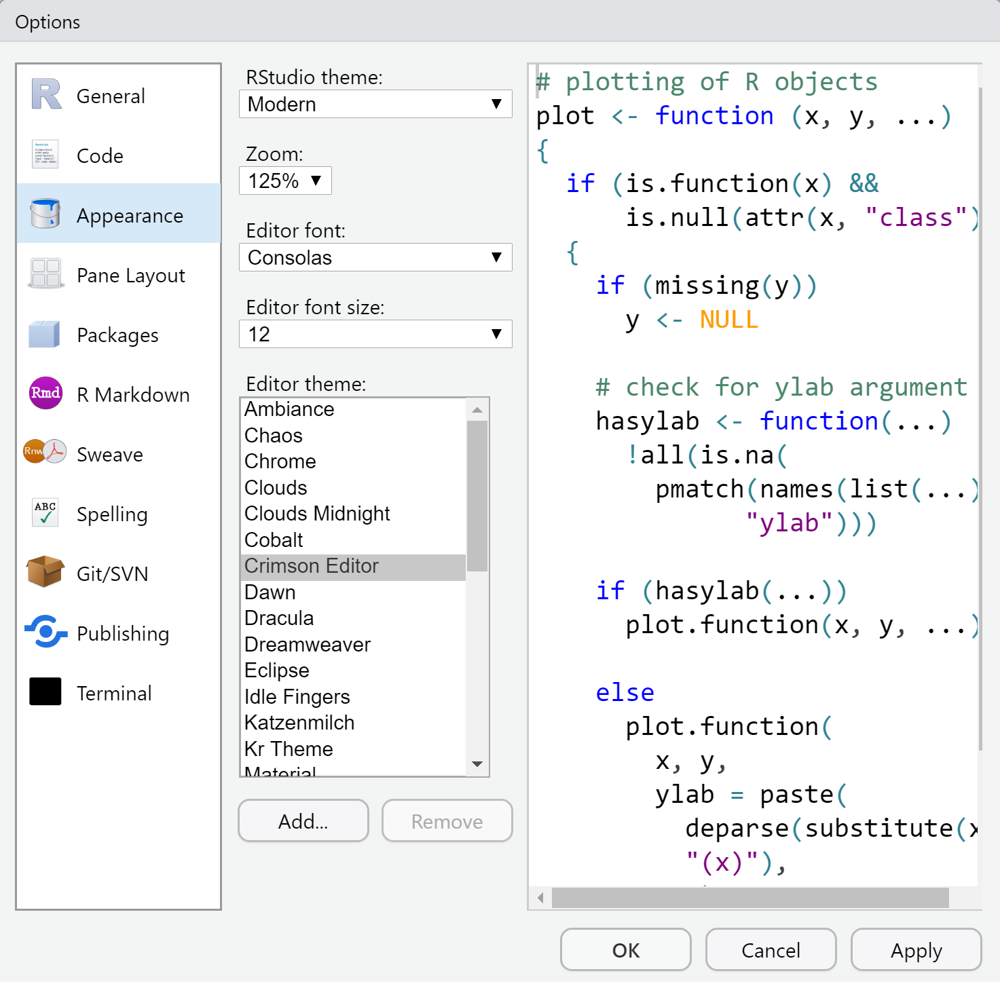 Options
General
Code
Appearance
Pane Layout
Packages
Rmd
R Markdown
Rnw
Sweave
ABC
Spelling
Git/SVN
Publishing
Terminal
RStudio theme:
Modern
Zoom:
125%
Editor font:
Consolas
Editor font size:
12
Editor theme:
Ambiance
Chaos
Chrome
Clouds
Clouds Midnight
Cobalt
Crimson Editor
Dawn
Dracula
Dreamweaver
Eclipse
Idle Fingers
Katzenmilch
Kr Theme
Material
Add...
Remove
# plotting of R objects
plot <- function (x, y, ...)
{
  if (is.function(x) &&
      is.null(attr(x, "class")
  {
    if (missing(y))
      y <- NULL
    # check for ylab argument
    hasylab <- function(...)
      !all(is.na(
        pmatch(names(list(...)
              "ylab")))
    if (hasylab(...))
      plot.function(x, y, ...)
    else
      plot.function(
        x, y,
        ylab = paste(
          deparse(substitute(x
          "(x)"),
OK
Cancel
Apply